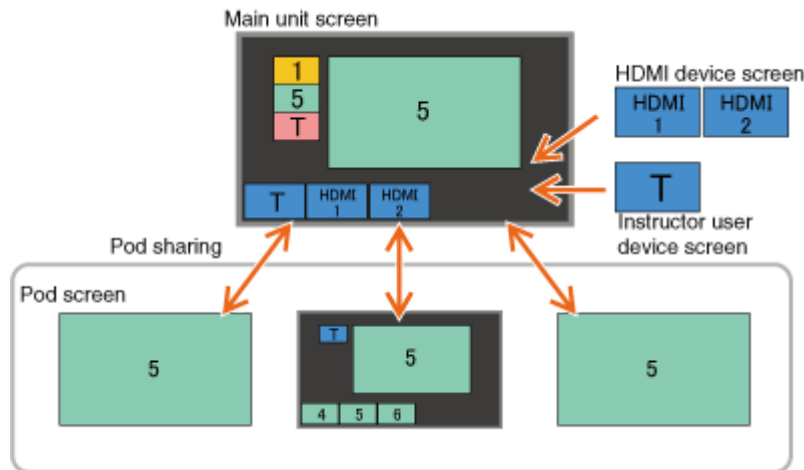 Main unit screen
1
5
T
5
T
HDMI
1
HDMI
2
HDMI device screen
HDMI
1
HDMI
2
T
Instructor user
device screen
Pod sharing
Pod screen
5
T
5
4
5
6
5